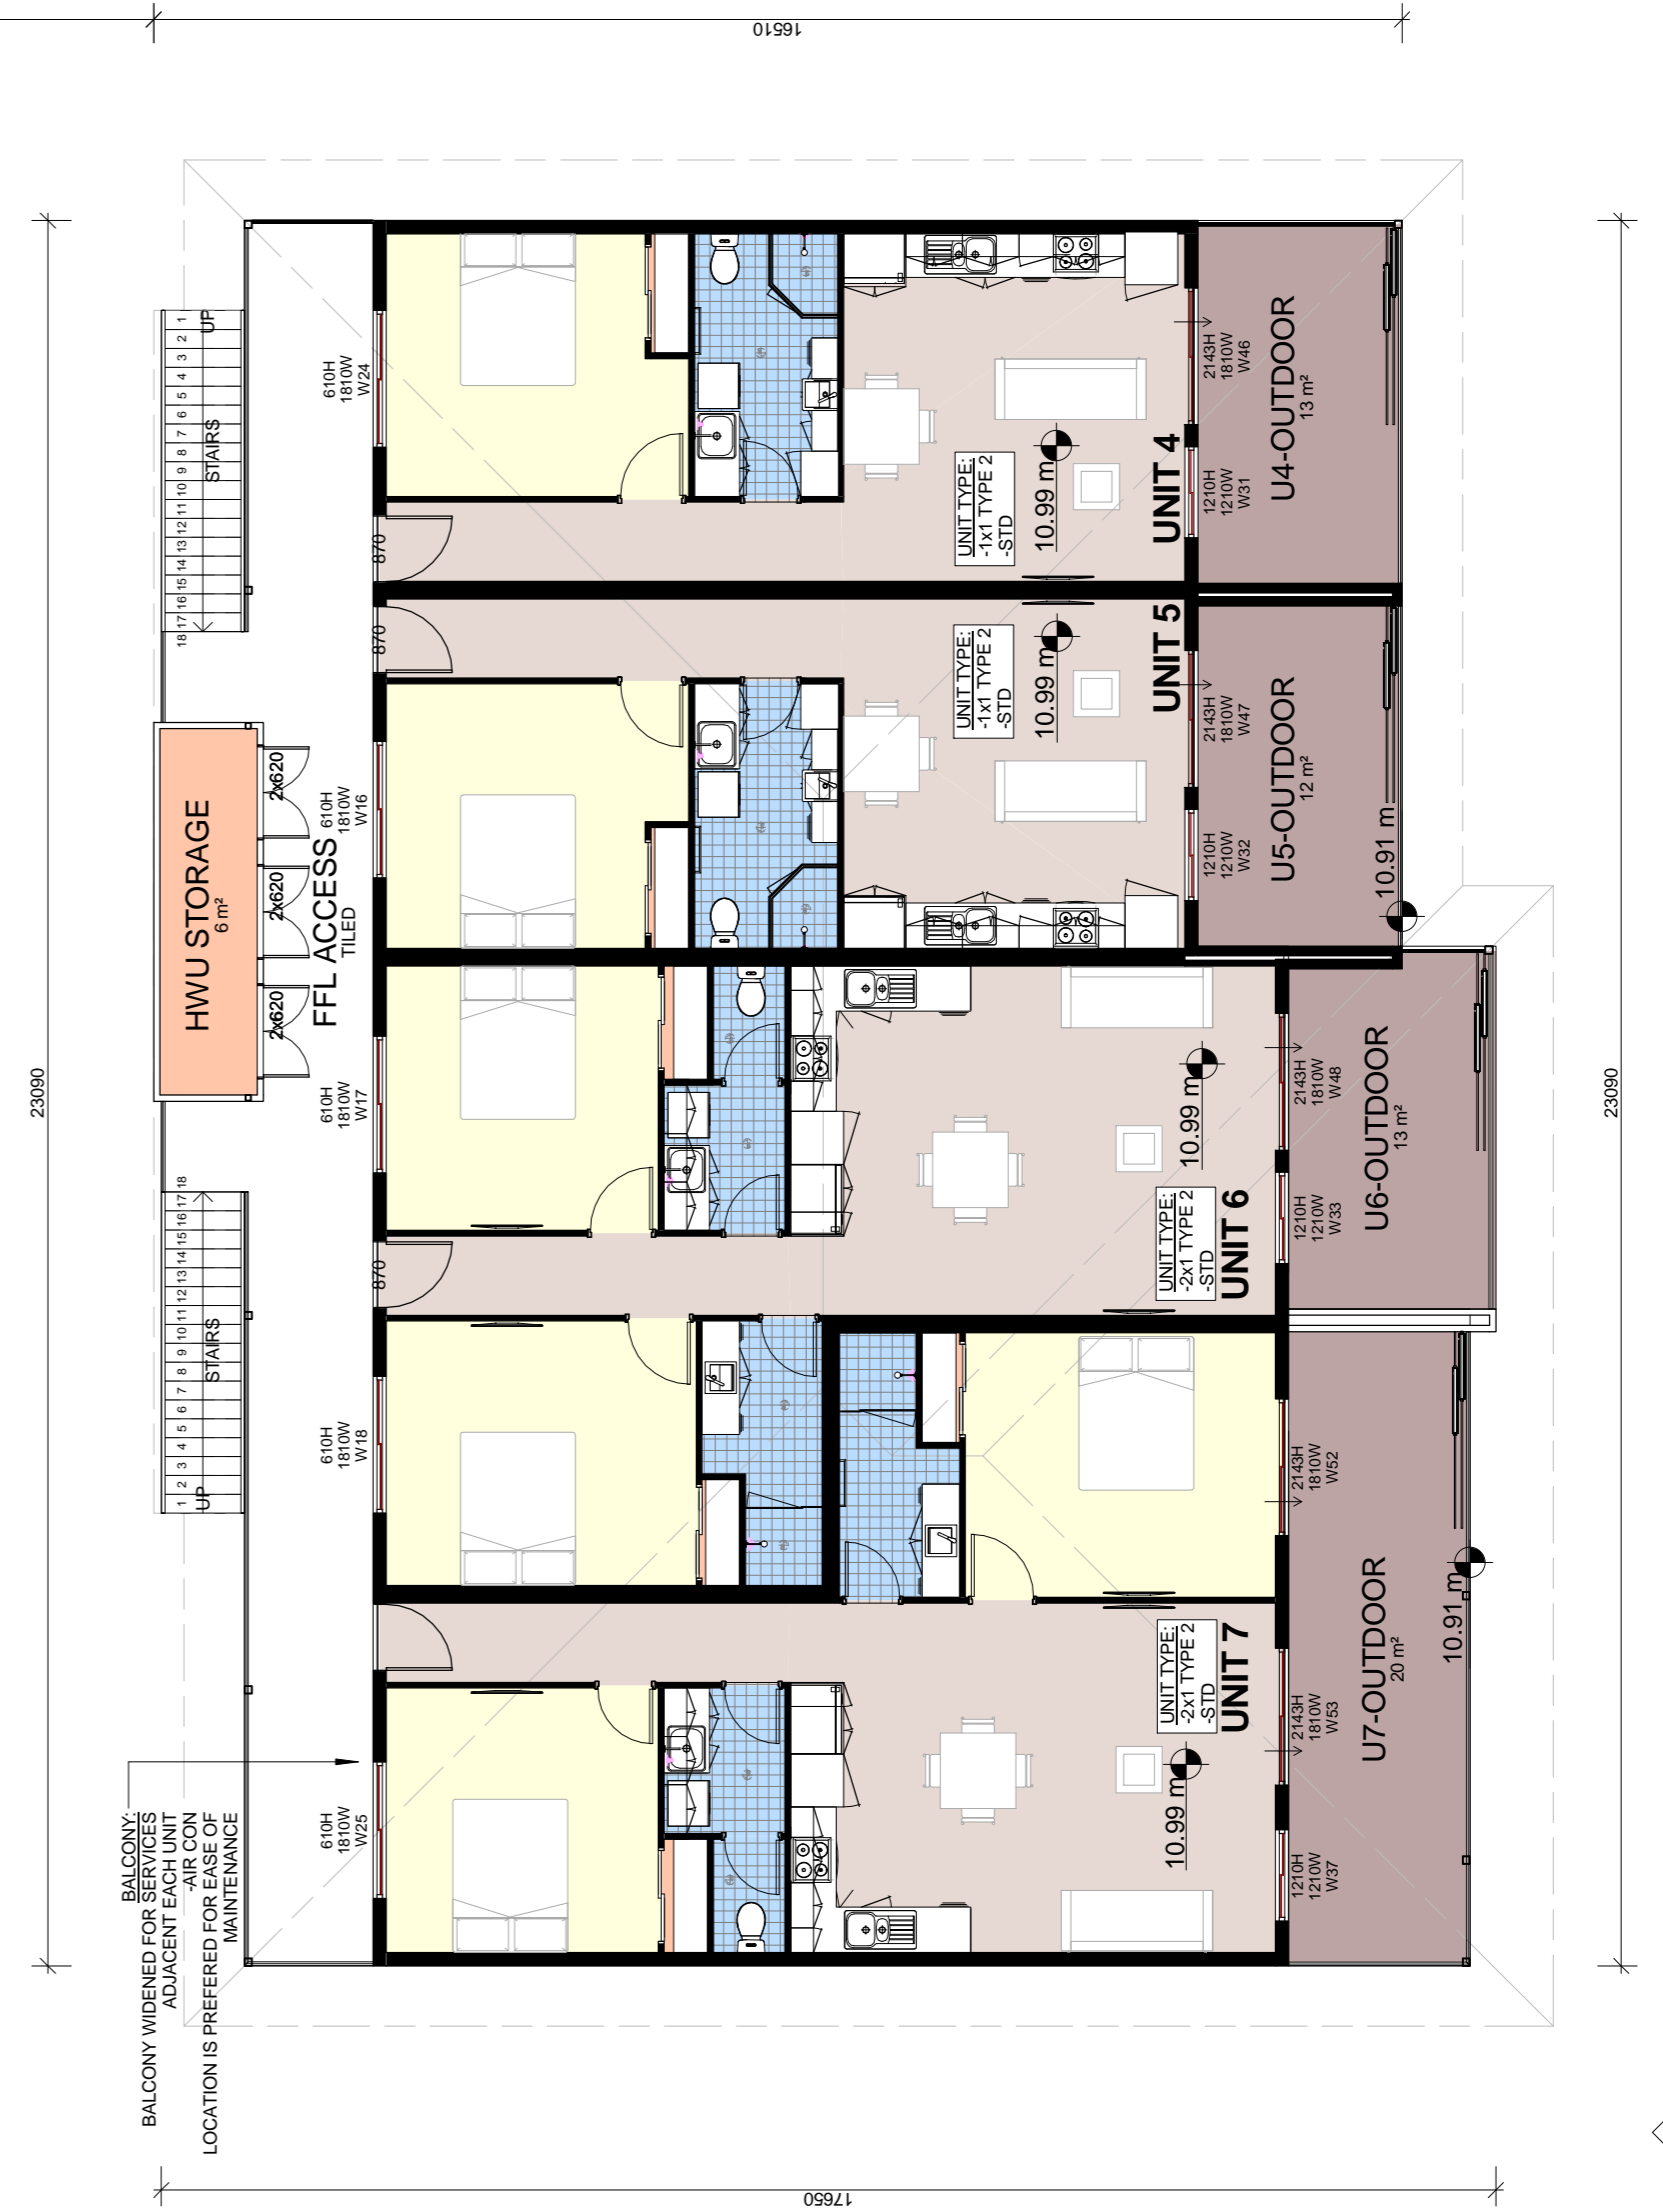 16510
23090
23090
17650
UP
1
2
3
4
5
6
7
8
9
10
11
12
13
14
15
16
17
18
STAIRS
HWU STORAGE
6 m²
2x620
2x620
2x620
FFL ACCESS
TILED
18
17
16
15
14
13
12
11
10
9
8
7
6
5
4
3
2
1
STAIRS
UP
BALCONY:
BALCONY WIDENED FOR SERVICES
ADJACENT EACH UNIT
-AIR CON
LOCATION IS PREFERED FOR EASE OF
MAINTENANCE
610H
1810W
W24
610H
1810W
W16
610H
1810W
W17
610H
1810W
W18
610H
1810W
W25
870
870
870
UNIT TYPE:
-1x1 TYPE 2
-STD
10.99 m
UNIT 4
2143H
1810W
W46
1210H
1210W
W31
U4-OUTDOOR
13 m²
UNIT TYPE:
-1x1 TYPE 2
-STD
10.99 m
UNIT 5
2143H
1810W
W47
1210H
1210W
W32
U5-OUTDOOR
12 m²
10.91 m
10.99 m
UNIT TYPE:
-2x1 TYPE 2
-STD
UNIT 6
2143H
1810W
W48
1210H
1210W
W33
U6-OUTDOOR
13 m²
2143H
1810W
W52
UNIT TYPE:
-2x1 TYPE 2
-STD
UNIT 7
10.99 m
2143H
1810W
W53
1210H
1210W
W37
U7-OUTDOOR
20 m²
10.91 m